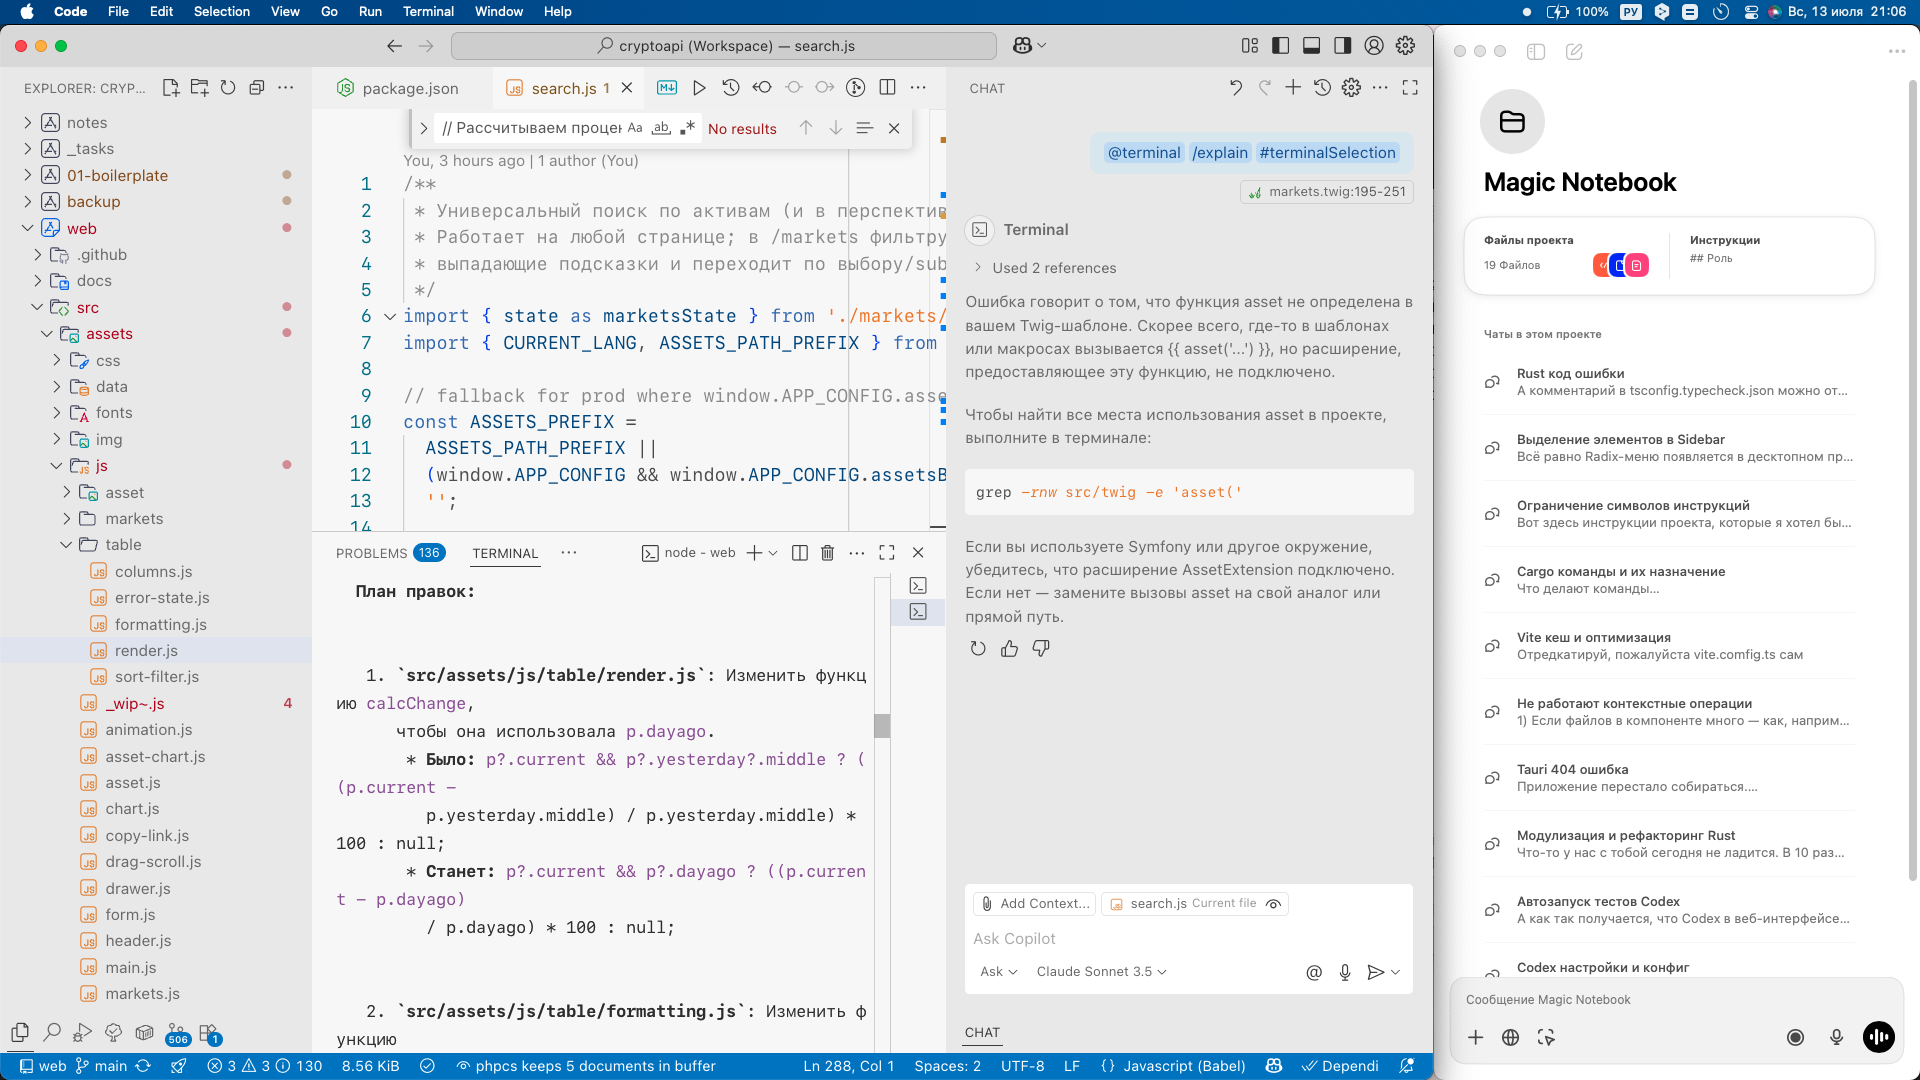 Code File Edit Selection View Go Run Terminal Window Help
100% РУ Вс, 13 июля 21:06
cryptoapi (Workspace) — search.js
EXPLORER: CRYP...
notes
_tasks
01-boilerplate
backup
web
.github
docs
src
assets
css
data
fonts
img
js
asset
markets
table
columns.js
error-state.js
formatting.js
render.js
sort-filter.js
_wip~.js 4
animation.js
asset-chart.js
asset.js
chart.js
copy-link.js
drag-scroll.js
drawer.js
form.js
header.js
main.js
markets.js
506 1
package.json
search.js 1
// Рассчитываем процен Aa ab No results
You, 3 hours ago | 1 author (You)
1 /**
2 * Универсальный поиск по активам (и в перспектив
3 * Работает на любой странице; в /markets фильтру
4 * выпадающие подсказки и переходит по выбору/sub
5 */
6 import { state as marketsState } from './markets/
7 import { CURRENT_LANG, ASSETS_PATH_PREFIX } from
8
9 // fallback for prod where window.APP_CONFIG.asse
10 const ASSETS_PREFIX =
11 ASSETS_PATH_PREFIX ||
12 (window.APP_CONFIG && window.APP_CONFIG.assetsB
13 '';
14
PROBLEMS 136 TERMINAL ... node - web
План правок:
1. `src/assets/js/table/render.js`: Изменить функц
ию calcChange,
чтобы она использовала p.dayago.
* Было: p?.current && p?.yesterday?.middle ? (
(p.current -
p.yesterday.middle) / p.yesterday.middle) *
100 : null;
* Станет: p?.current && p?.dayago ? ((p.curren
t - p.dayago)
/ p.dayago) * 100 : null;
2. `src/assets/js/table/formatting.js`: Изменить ф
ункцию
CHAT
@terminal /explain #terminalSelection
markets.twig:195-251
Terminal
Used 2 references
Ошибка говорит о том, что функция asset не определена в
вашем Twig-шаблоне. Скорее всего, где-то в шаблонах
или макросах вызывается {{ asset('...') }}, но расширение,
предоставляющее эту функцию, не подключено.
Чтобы найти все места использования asset в проекте,
выполните в терминале:
grep -rnw src/twig -e 'asset('
Если вы используете Symfony или другое окружение,
убедитесь, что расширение AssetExtension подключено.
Если нет — замените вызовы asset на свой аналог или
прямой путь.
Add Context... search.js Current file
Ask Copilot
Ask Claude Sonnet 3.5
CHAT
web main 3 3 130 8.56 KiB phpcs keeps 5 documents in buffer Ln 288, Col 1 Spaces: 2 UTF-8 LF {} Javascript (Babel) Dependi
Magic Notebook
Файлы проекта
19 Файлов
Инструкции
## Роль
Чаты в этом проекте
Rust код ошибки
А комментарий в tsconfig.typecheck.json можно от...
Выделение элементов в Sidebar
Всё равно Radix-меню появляется в десктопном пр...
Ограничение символов инструкций
Вот здесь инструкции проекта, которые я хотел бы...
Cargo команды и их назначение
Что делают команды...
Vite кеш и оптимизация
Отредкатируй, пожалуйста vite.comfig.ts сам
Не работают контекстные операции
1) Если файлов в компоненте много — как, наприм...
Tauri 404 ошибка
Приложение перестало собираться....
Модулизация и рефакторинг Rust
Что-то у нас с тобой сегодня не ладится. В 10 раз...
Автозапуск тестов Codex
А как так получается, что Codex в веб-интерфейсе...
Codex настройки и конфиг
Сообщение Magic Notebook